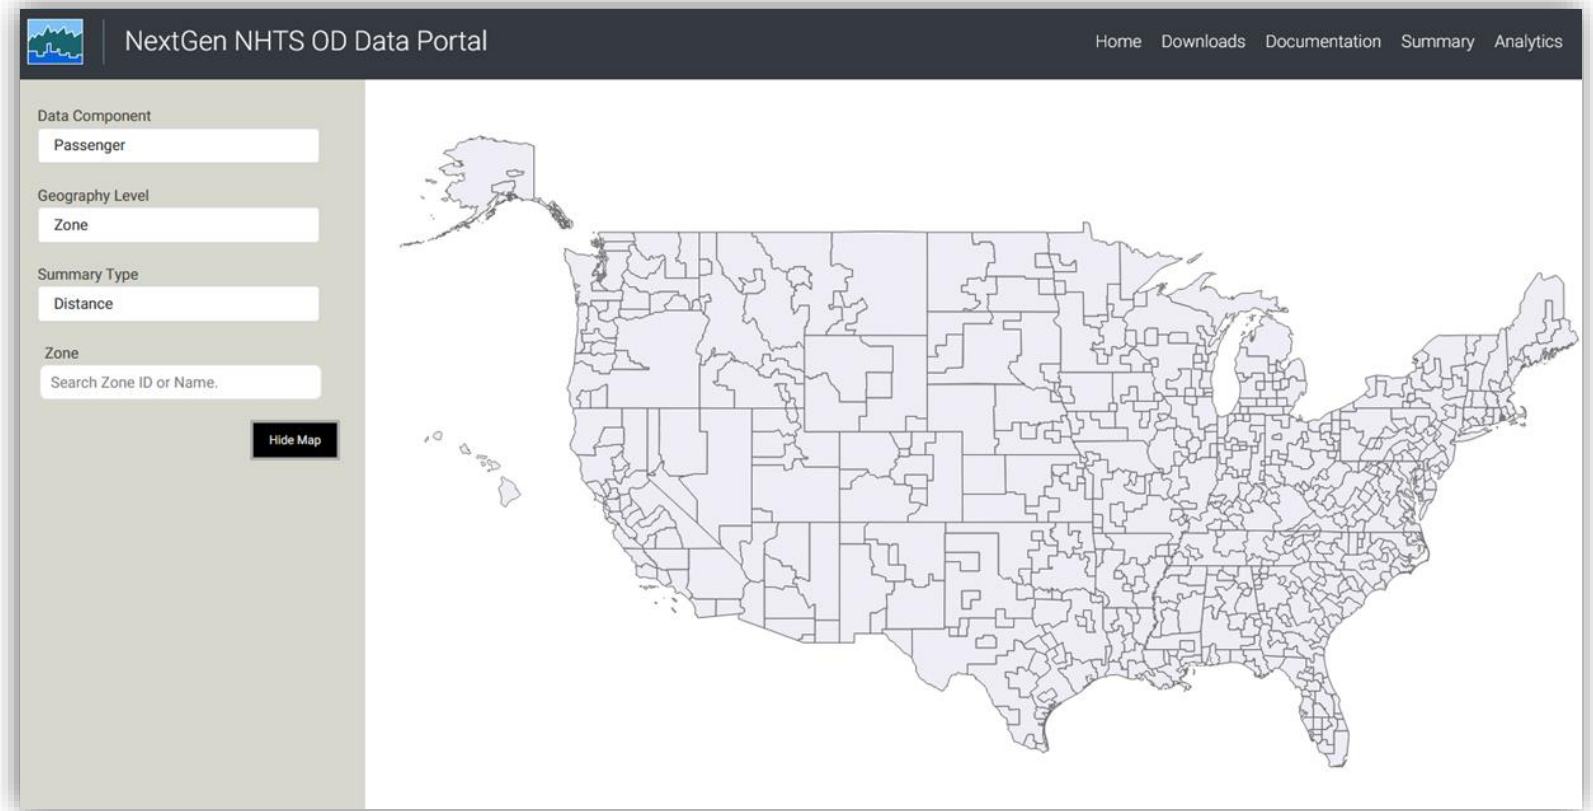 NextGen NHTS OD Data Portal
Home Downloads Documentation Summary Analytics
Data Component
Passenger
Geography Level
Zone
Summary Type
Distance
Zone
Search Zone ID or Name.
Hide Map